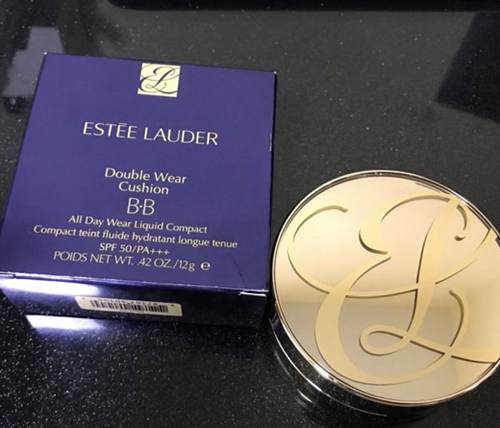 ESTĒE LAUDER
Double Wear
Cushion
B·B
All Day Wear Liquid Compact
Compact teint fluide hydratant longue tenue
SPF 50/PA+++
POIDS NET WT. .42 OZ./12g e